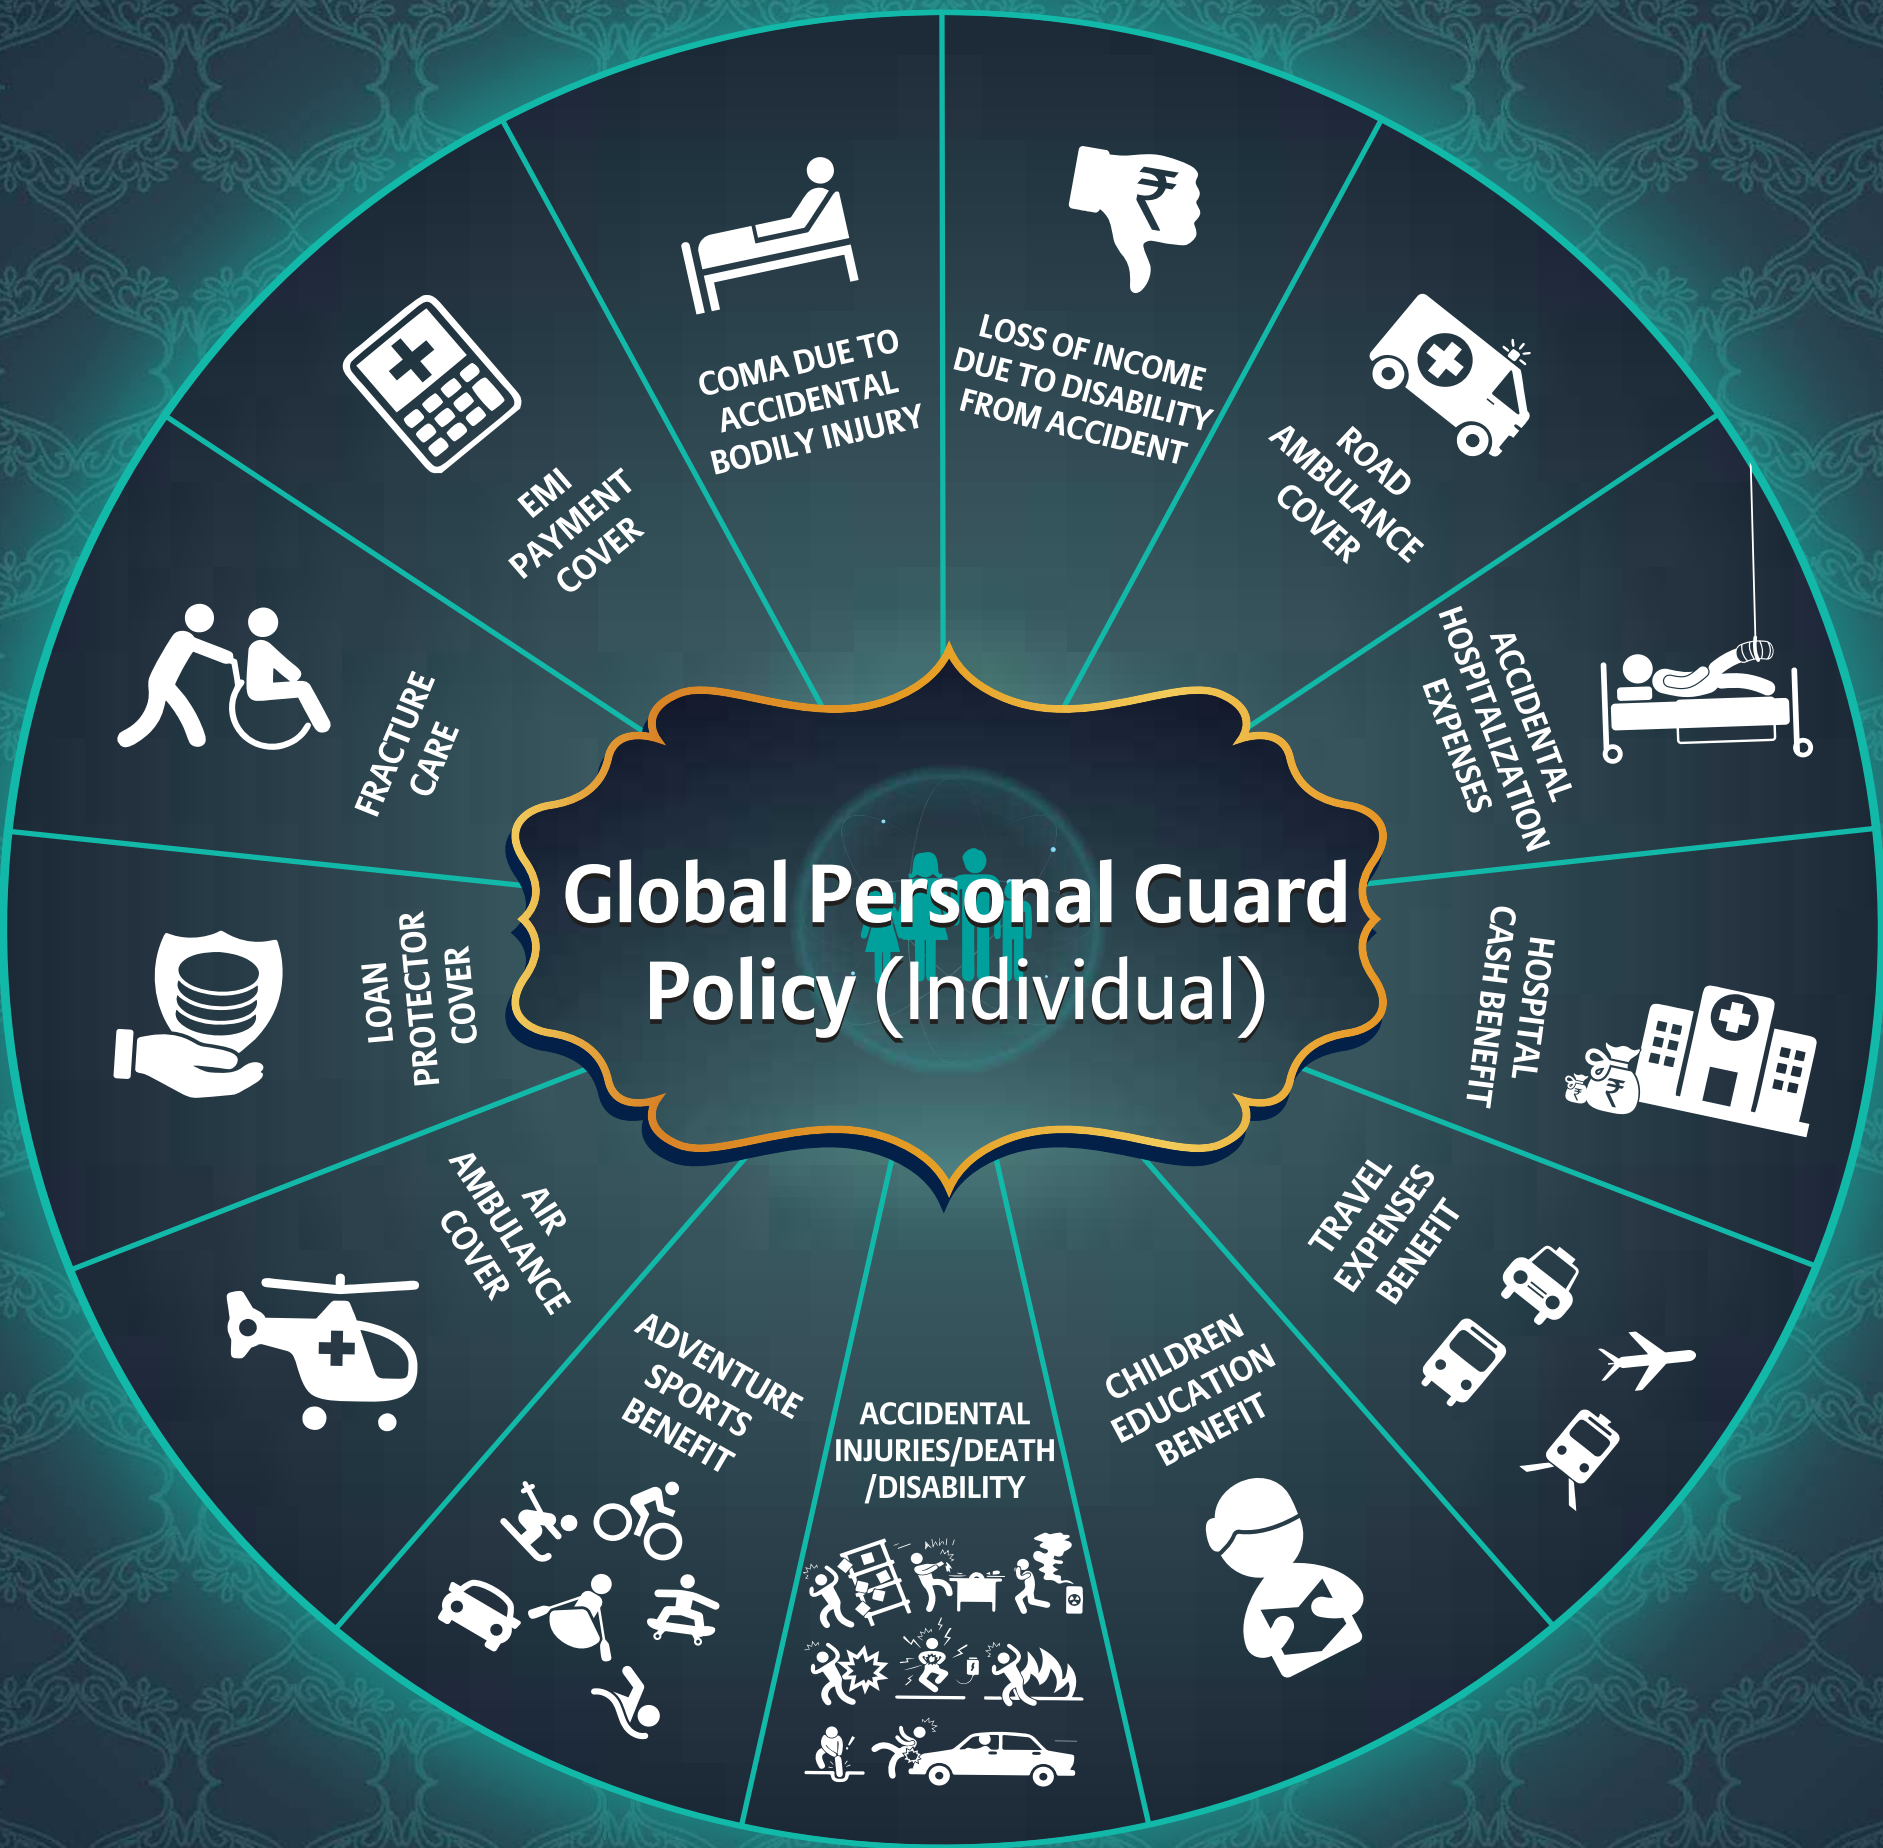 Global Personal Guard
Policy (Individual)
LOSS OF INCOME
DUE TO DISABILITY
FROM ACCIDENT
ROAD
AMBULANCE
COVER
ACCIDENTAL
HOSPITALIZATION
EXPENSES
HOSPITAL
CASH BENEFIT
TRAVEL
EXPENSES
BENEFIT
CHILDREN
EDUCATION
BENEFIT
ACCIDENTAL
INJURIES/DEATH
/DISABILITY
ADVENTURE
SPORTS
BENEFIT
AIR
AMBULANCE
COVER
LOAN
PROTECTOR
COVER
FRACTURE
CARE
EMI
PAYMENT
COVER
COMA DUE TO
ACCIDENTAL
BODILY INJURY